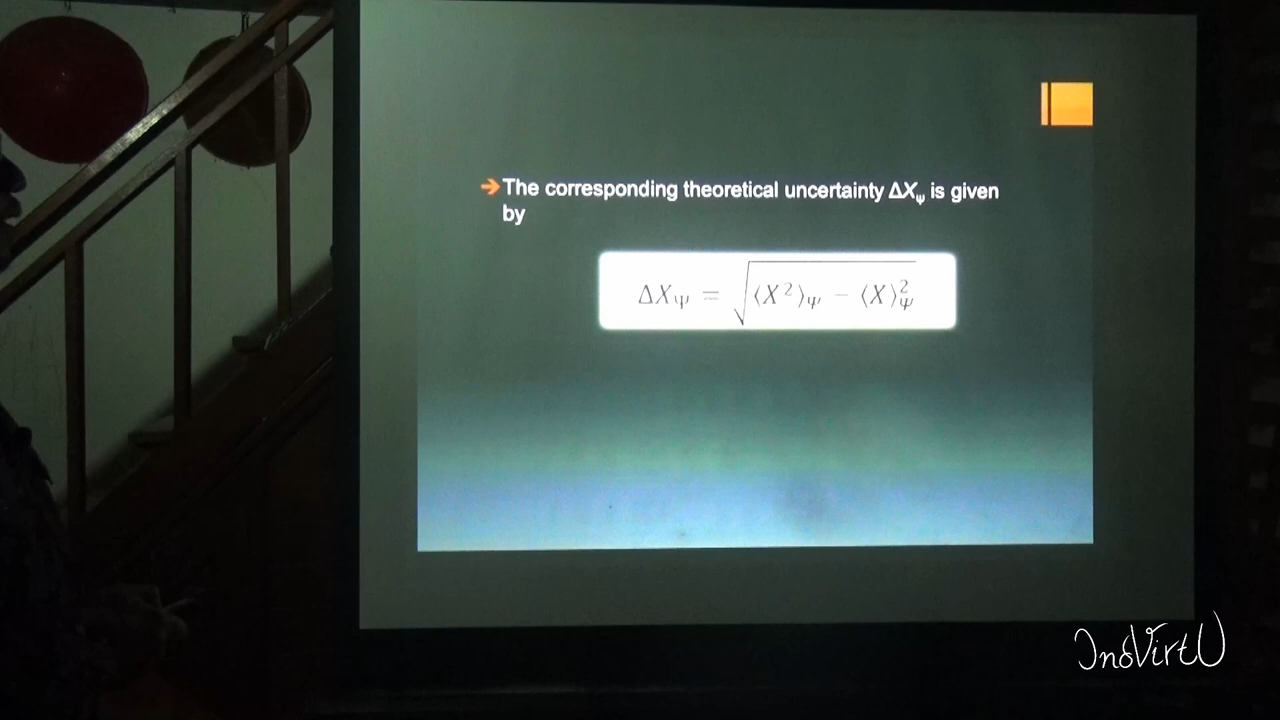 The corresponding theoretical uncertainty ΔXψ is given
by
ΔXΨ = √⟨X²⟩Ψ − ⟨X⟩²Ψ
InoVirtU